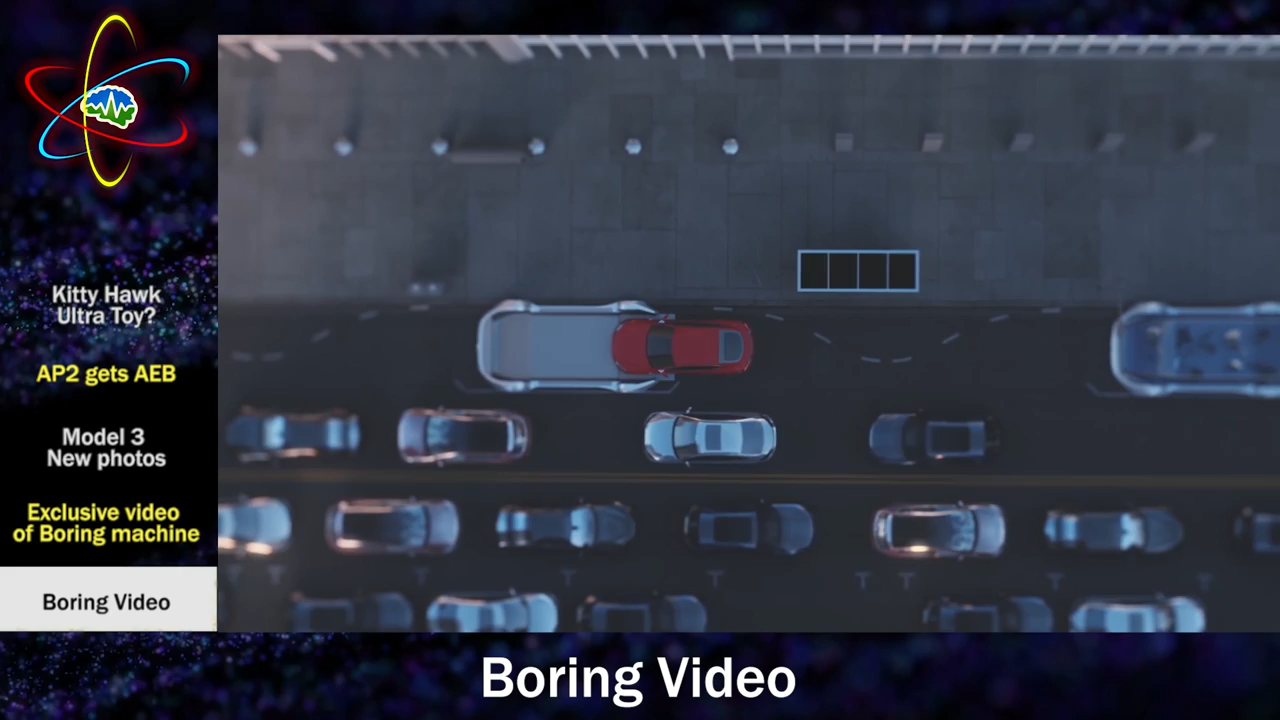 Kitty Hawk
Ultra Toy?
AP2 gets AEB
Model 3
New photos
Exclusive video
of Boring machine
Boring Video
Boring Video